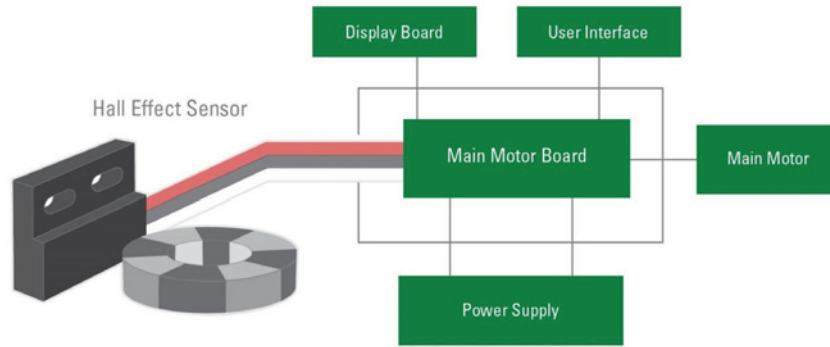 Display Board
User Interface
Hall Effect Sensor
Main Motor Board
Main Motor
Power Supply